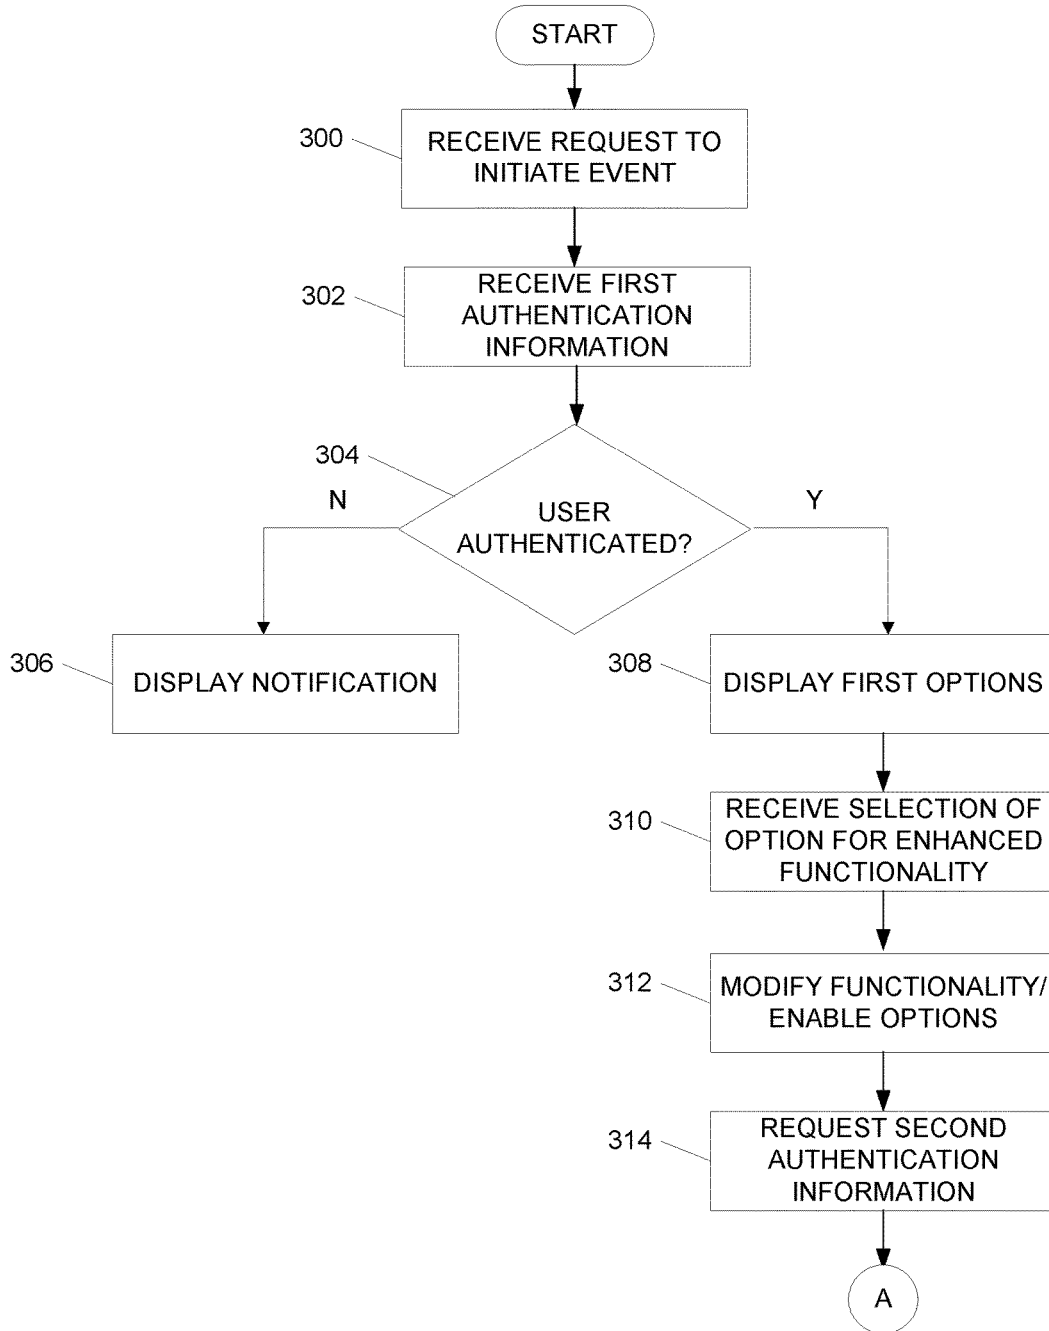 START
300
RECEIVE REQUEST TO
INITIATE EVENT
302
RECEIVE FIRST
AUTHENTICATION
INFORMATION
304
N
Y
USER
AUTHENTICATED?
306
DISPLAY NOTIFICATION
308
DISPLAY FIRST OPTIONS
310
RECEIVE SELECTION OF
OPTION FOR ENHANCED
FUNCTIONALITY
312
MODIFY FUNCTIONALITY/
ENABLE OPTIONS
314
REQUEST SECOND
AUTHENTICATION
INFORMATION
A